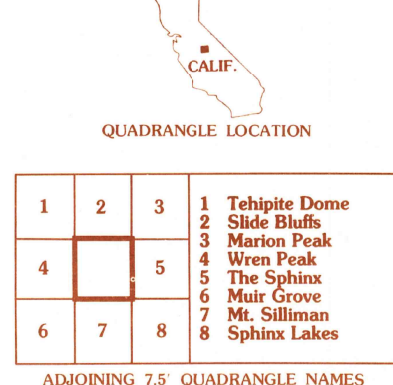 CALIF.
QUADRANGLE LOCATION
1 2 3
4 5
6 7 8
1 Tehipite Dome
2 Slide Bluffs
3 Marion Peak
4 Wren Peak
5 The Sphinx
6 Muir Grove
7 Mt. Silliman
8 Sphinx Lakes
ADJOINING 7.5' QUADRANGLE NAMES